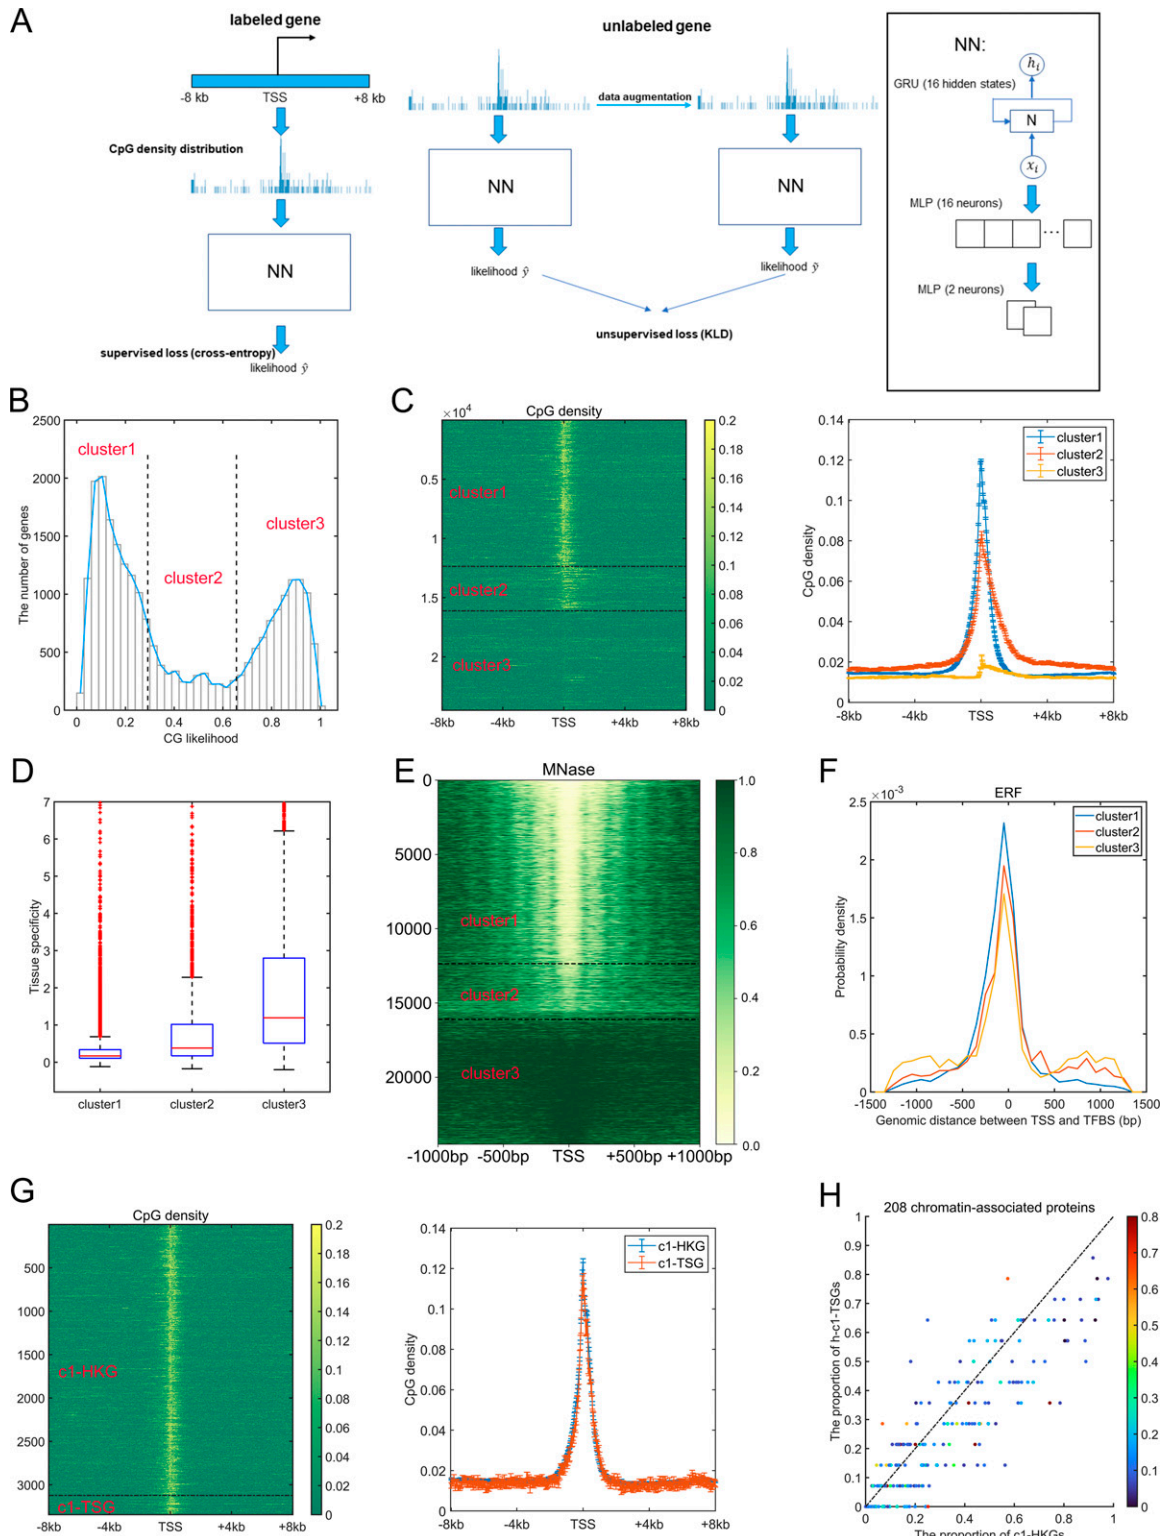 A
labeled gene
-8 kb TSS +8 kb
CpG density distribution
NN
supervised loss (cross-entropy)
likelihood ŷ
unlabeled gene
data augmentation
NN NN
likelihood ŷ likelihood ŷ
unsupervised loss (KLD)
NN:
h_i
GRU (16 hidden states)
N
x_i
MLP (16 neurons)
...
MLP (2 neurons)
B
2500
2000
1500
1000
500
0
The number of genes
cluster1
cluster2
cluster3
0 0.2 0.4 0.6 0.8 1
CG likelihood
C
×10⁴ CpG density
0.5
1
1.5
2
cluster1
cluster2
cluster3
-8kb -4kb TSS +4kb +8kb
0.2
0.18
0.16
0.14
0.12
0.1
0.08
0.06
0.04
0.02
0
0.14
0.12
0.10
0.08
0.06
0.04
0.02
0
CpG density
cluster1
cluster2
cluster3
-8kb -4kb TSS +4kb +8kb
D
7
6
5
4
3
2
1
0
Tissue specificity
cluster1 cluster2 cluster3
E
MNase
0
5000
10000
15000
20000
cluster1
cluster2
cluster3
-1000bp -500bp TSS +500bp +1000bp
1.0
0.8
0.6
0.4
0.2
0.0
F
×10⁻³ ERF
2.5
2
1.5
1
0.5
0
Probability density
cluster1
cluster2
cluster3
-1500 -1000 -500 0 500 1000 1500
Genomic distance between TSS and TFBS (bp)
G
CpG density
500
1000
1500
2000
2500
3000
c1-HKG
c1-TSG
-8kb -4kb TSS +4kb +8kb
0.2
0.18
0.16
0.14
0.12
0.1
0.08
0.06
0.04
0.02
0
0.14
0.12
0.10
0.08
0.06
0.04
0.02
0
CpG density
c1-HKG
c1-TSG
-8kb -4kb TSS +4kb +8kb
H
208 chromatin-associated proteins
1
0.9
0.8
0.7
0.6
0.5
0.4
0.3
0.2
0.1
0
The proportion of h-c1-TSGs
0 0.2 0.4 0.6 0.8 1
The proportion of c1-HKGs
0.8
0.7
0.6
0.5
0.4
0.3
0.2
0.1
0